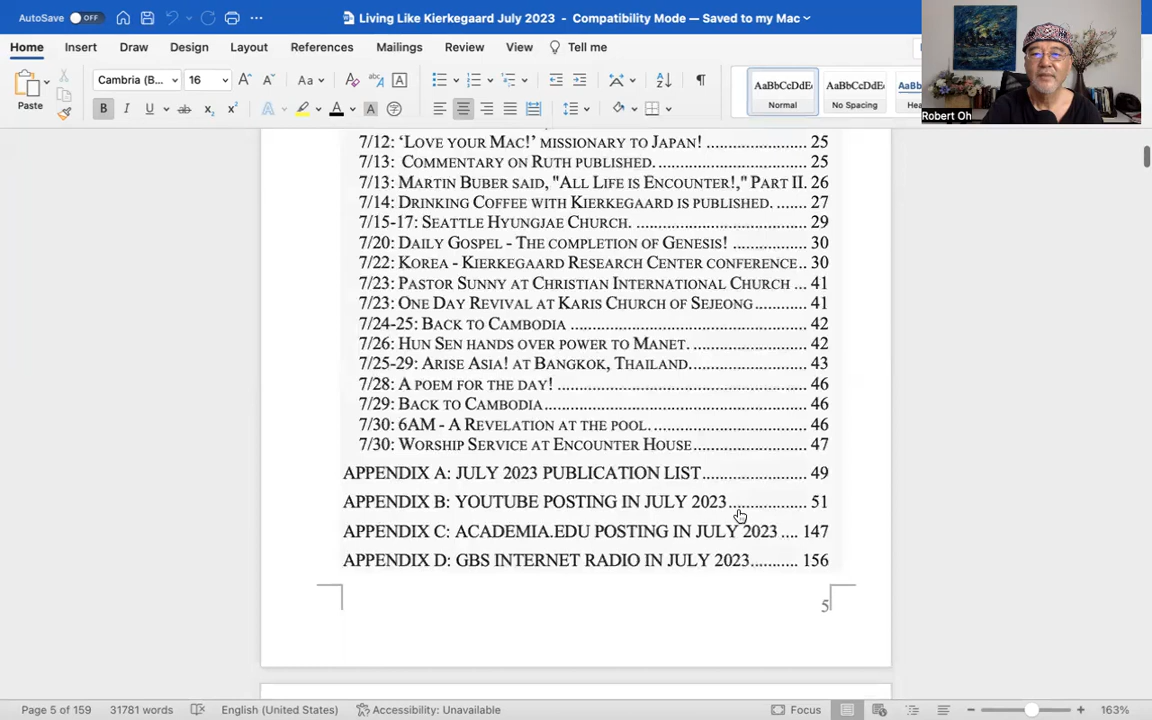 AutoSave OFF
Living Like Kierkegaard July 2023 - Compatibility Mode — Saved to my Mac
Home Insert Draw Design Layout References Mailings Review View Tell me
Paste
Cambria (B... 16
AaBbCcDdE AaBbCcDdE AaBb
Normal No Spacing Hea
Robert Oh
7/12: ‘Love your Mac!’ missionary to Japan! 25
7/13: Commentary on Ruth published. 25
7/13: Martin Buber said, "All Life is Encounter!," Part II. 26
7/14: Drinking Coffee with Kierkegaard is published. 27
7/15-17: Seattle Hyungjae Church. 29
7/20: Daily Gospel - The completion of Genesis! 30
7/22: Korea - Kierkegaard Research Center conference.. 30
7/23: Pastor Sunny at Christian International Church ... 41
7/23: One Day Revival at Karis Church of Sejeong 41
7/24-25: Back to Cambodia 42
7/26: Hun Sen hands over power to Manet. 42
7/25-29: Arise Asia! at Bangkok, Thailand. 43
7/28: A poem for the day! 46
7/29: Back to Cambodia 46
7/30: 6AM - A Revelation at the pool. 46
7/30: Worship Service at Encounter House 47
APPENDIX A: JULY 2023 PUBLICATION LIST 49
APPENDIX B: YOUTUBE POSTING IN JULY 2023 51
APPENDIX C: ACADEMIA.EDU POSTING IN JULY 2023 .... 147
APPENDIX D: GBS INTERNET RADIO IN JULY 2023 156
5
Page 5 of 159 31781 words English (United States) Accessibility: Unavailable Focus 163%